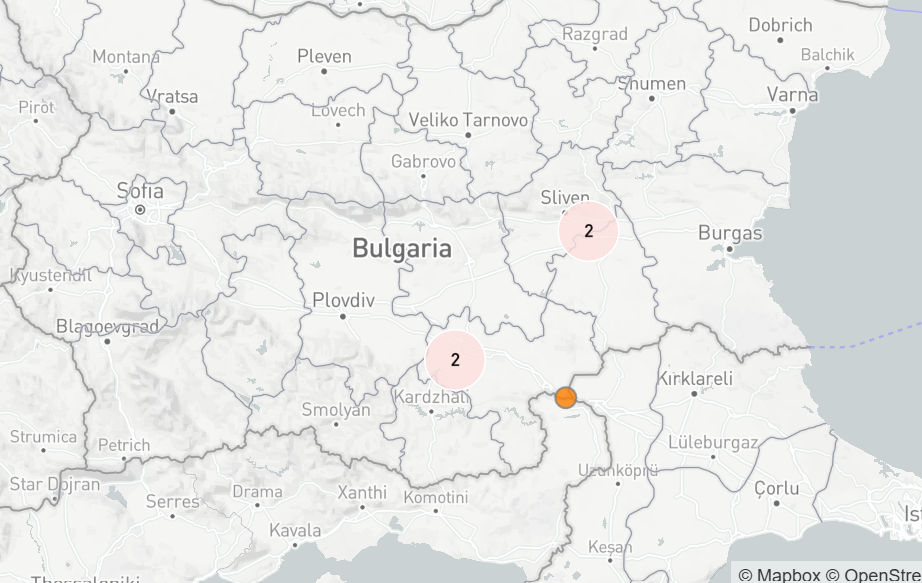 Dobrich
Razgrad
Balchik
Montana
Pleven
Shumen
Varna
Vratsa
Pirot
Lovech
Veliko Tarnovo
Gabrovo
Sofia
Sliven
2
Burgas
Bulgaria
Kyustendil
Plovdiv
Blagoevgrad
2
Kırklareli
Kardzhali
Smolyan
Strumica
Petrich
Lüleburgaz
Uzunköprü
Star Dojran
Serres
Drama
Xanthi
Komotini
Çorlu
Ist
Kavala
Keşan
Thessaloniki
© Mapbox © OpenStre